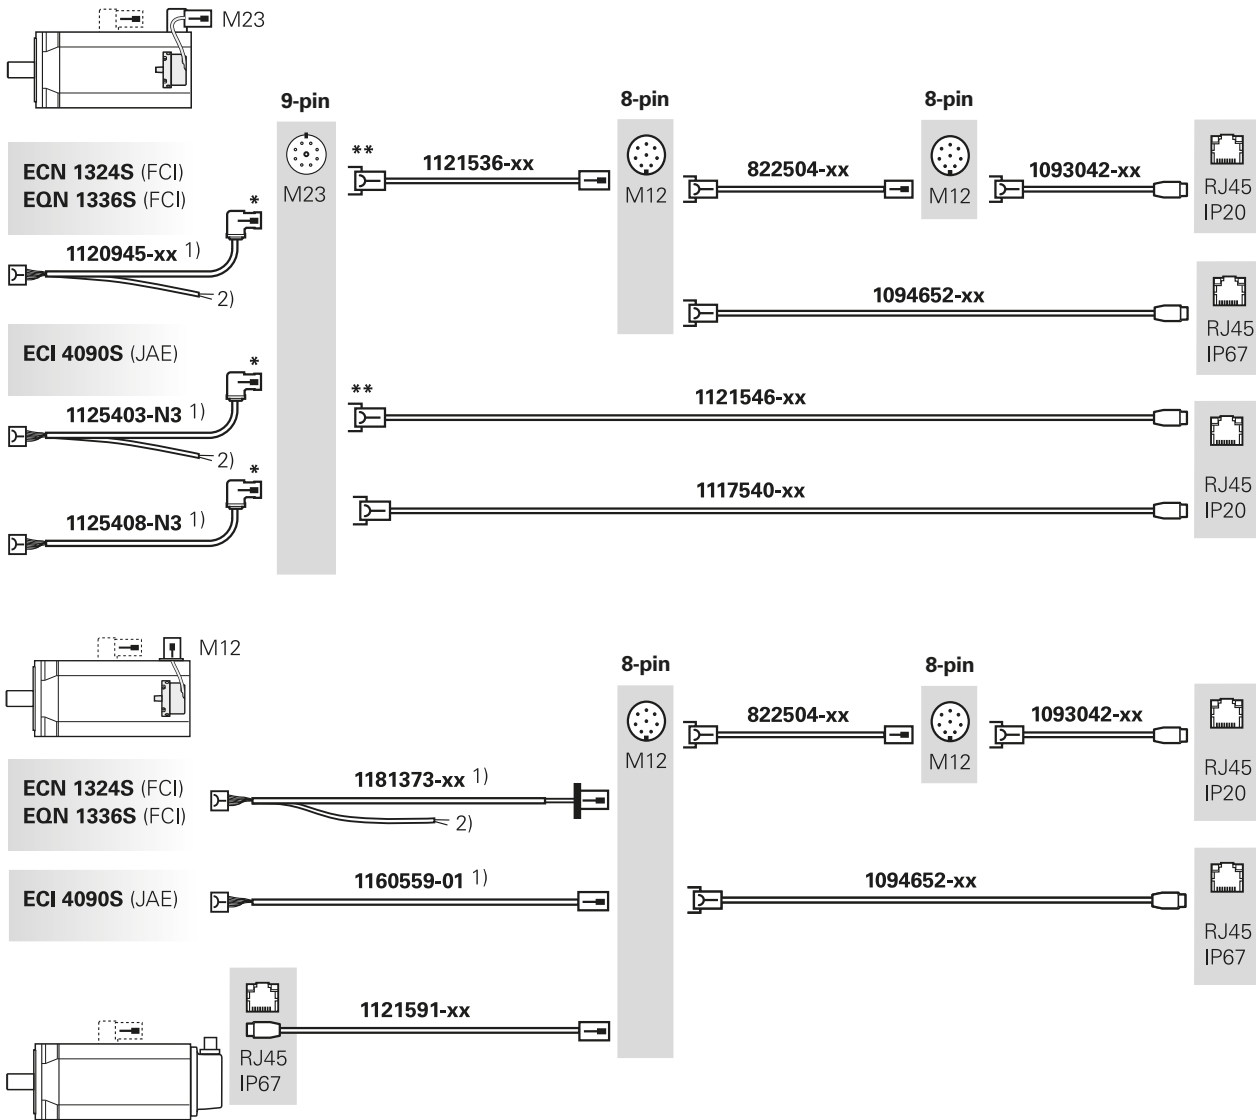 M23
9-pin
8-pin
8-pin
ECN 1324S (FCI)
EQN 1336S (FCI)
*
1120945-xx 1)
2)
M23
**
1121536-xx
M12
822504-xx
M12
1093042-xx
RJ45
IP20
1094652-xx
RJ45
IP67
ECI 4090S (JAE)
*
1125403-N3 1)
2)
**
1121546-xx
*
1125408-N3 1)
1117540-xx
RJ45
IP20
M12
8-pin
8-pin
822504-xx
1093042-xx
M12
M12
RJ45
IP20
ECN 1324S (FCI)
EQN 1336S (FCI)
1181373-xx 1)
2)
ECI 4090S (JAE)
1160559-01 1)
1094652-xx
RJ45
IP67
1121591-xx
RJ45
IP67